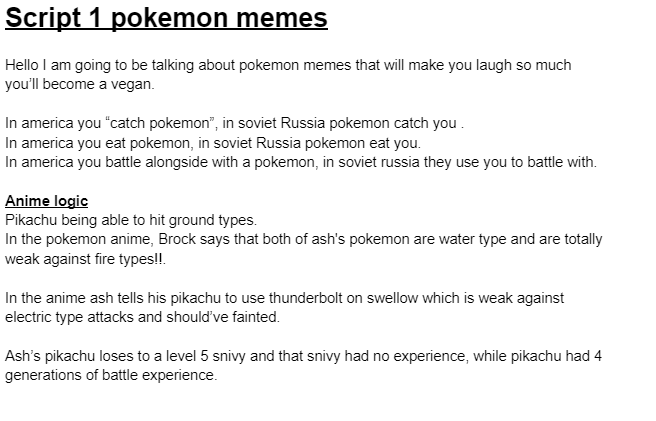 Script 1 pokemon memes
Hello I am going to be talking about pokemon memes that will make you laugh so much
you'll become a vegan.
In america you “catch pokemon”, in soviet Russia pokemon catch you .
In america you eat pokemon, in soviet Russia pokemon eat you.
In america you battle alongside with a pokemon, in soviet russia they use you to battle with.
Anime logic
Pikachu being able to hit ground types.
In the pokemon anime, Brock says that both of ash's pokemon are water type and are totally
weak against fire types!!.
In the anime ash tells his pikachu to use thunderbolt on swellow which is weak against
electric type attacks and should've fainted.
Ash's pikachu loses to a level 5 snivy and that snivy had no experience, while pikachu had 4
generations of battle experience.